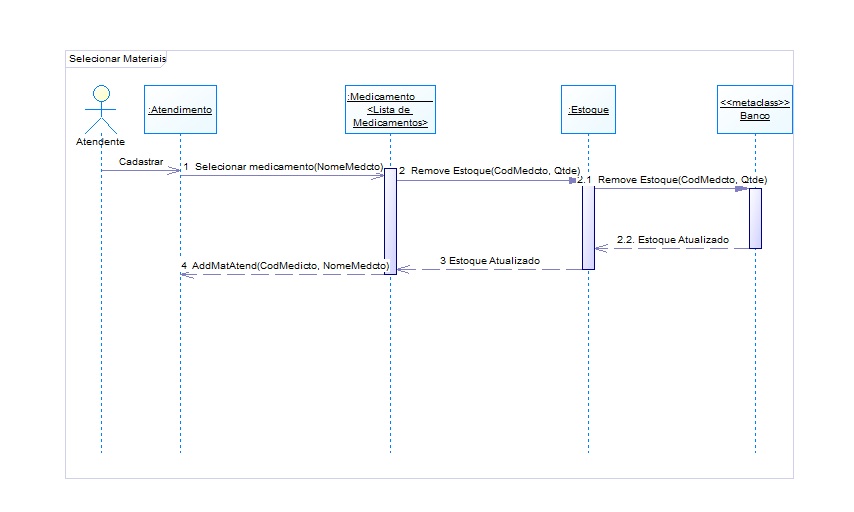 Selecionar Materiais
Atendente
:Atendimento
:Medicamento
<Lista de
Medicamentos>
:Estoque
<<metaclass>>
Banco
Cadastrar
1 Selecionar medicamento(NomeMedcto)
2 Remove Estoque(CodMedcto, Qtde)
2.1 Remove Estoque(CodMedcto, Qtde)
2.2. Estoque Atualizado
3 Estoque Atualizado
4 AddMatAtend(CodMedicto, NomeMedcto)